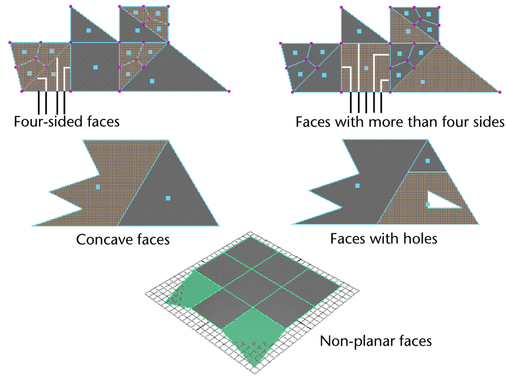 Four-sided faces
Faces with more than four sides
Concave faces
Faces with holes
Non-planar faces